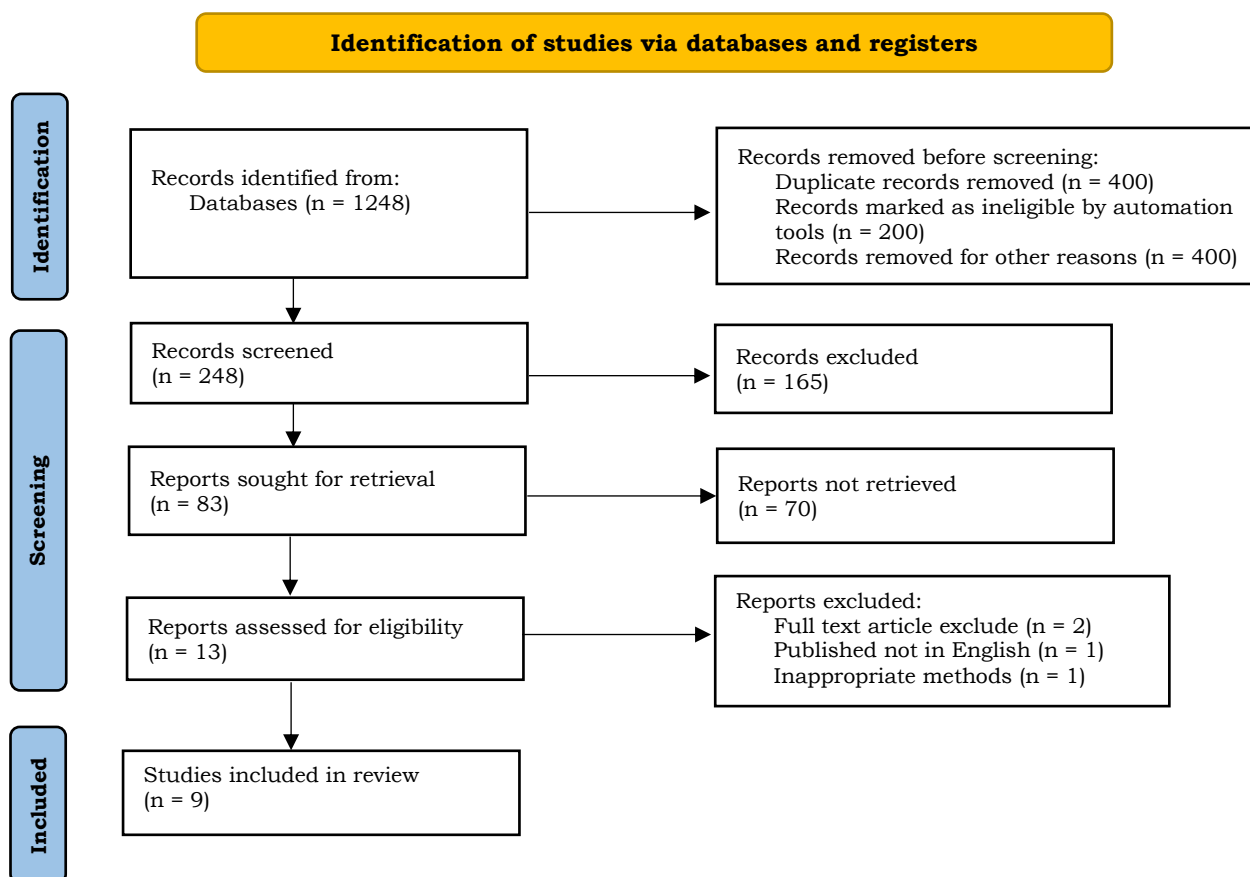 Identification of studies via databases and registers
Identification
Records identified from:
Databases (n = 1248)
Records removed before screening:
Duplicate records removed (n = 400)
Records marked as ineligible by automation
tools (n = 200)
Records removed for other reasons (n = 400)
Screening
Records screened
(n = 248)
Records excluded
(n = 165)
Reports sought for retrieval
(n = 83)
Reports not retrieved
(n = 70)
Reports assessed for eligibility
(n = 13)
Reports excluded:
Full text article exclude (n = 2)
Published not in English (n = 1)
Inappropriate methods (n = 1)
Included
Studies included in review
(n = 9)